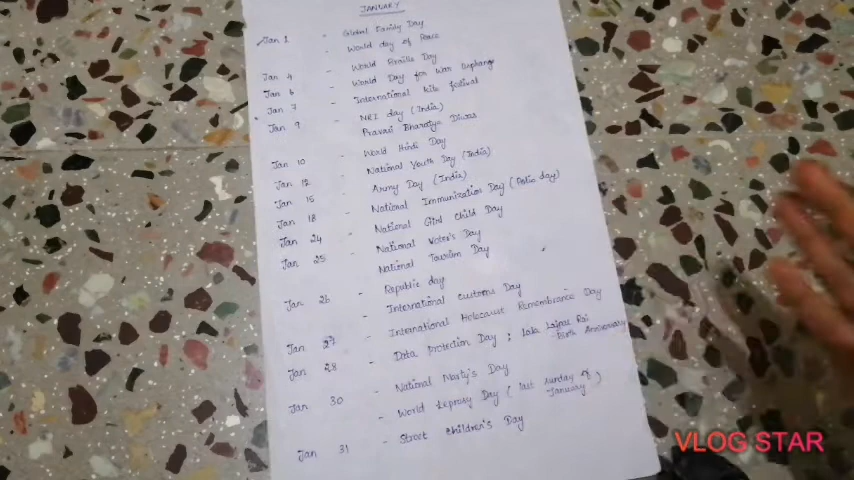 JANUARY
Jan 1 - Global Family Day
- World day of Peace
Jan 4 - World Braille Day
Jan 6 - World Day for War Orphans
Jan 7 - International kite festival
Jan 9 - NRI day (India)
Pravasi Bharatiya Diwas
Jan 10 - World Hindi Day
Jan 12 - National Youth Day (India)
Jan 15 - Army Day (India)
Jan 18 - National Immunization Day (Polio day)
Jan 24 - National Girl Child Day
Jan 25 - National Voter's Day
National Tourism Day
Jan 26 - Republic day
- International customs Day
Jan 27 - International Holocaust Remembrance Day
Jan 28 - Data Protection Day ; Lala Lajpat Rai
- Birth Anniversary
Jan 30 - National Marty's Day
- World Leprosy Day ( last sunday of
January )
Jan 31 - Street children's Day
VLOG STAR